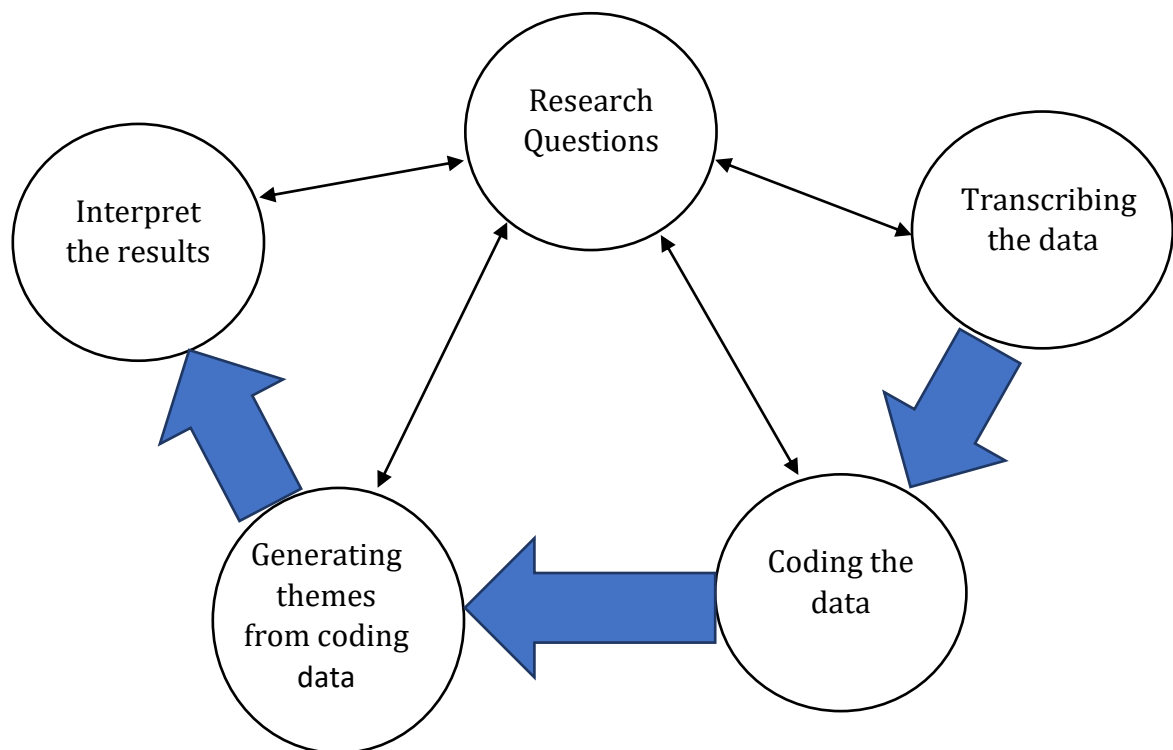 Research
Questions
Transcribing
the data
Interpret
the results
Coding the
data
Generating
themes
from coding
data